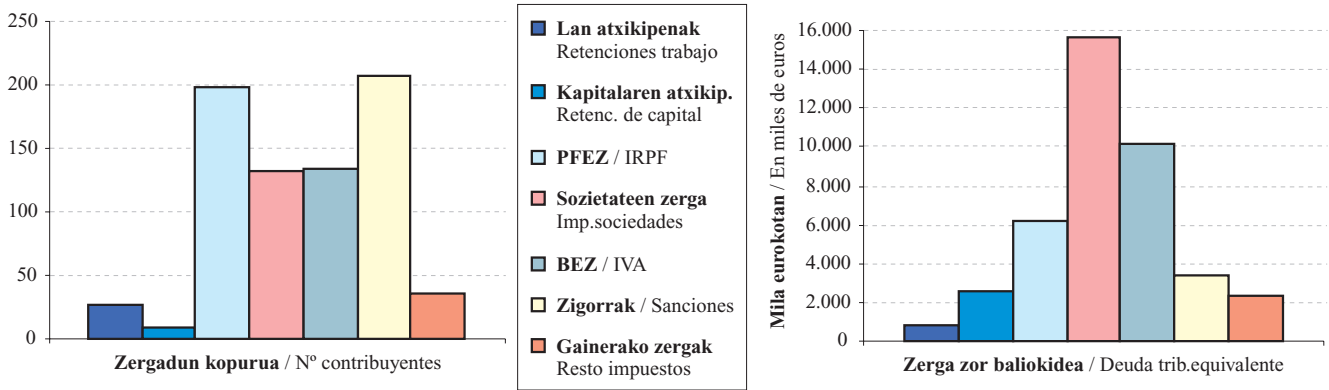 250
200
150
100
50
0
Zergadun kopurua / Nº contribuyentes
Lan atxikipenak
Retenciones trabajo
Kapitalaren atxikip.
Retenc. de capital
PFEZ / IRPF
Sozietateen zerga
Imp.sociedades
BEZ / IVA
Zigorrak / Sanciones
Gainerako zergak
Resto impuestos
Mila eurokotan / En miles de euros
16.000
14.000
12.000
10.000
8.000
6.000
4.000
2.000
0
Zerga zor baliokidea / Deuda trib.equivalente